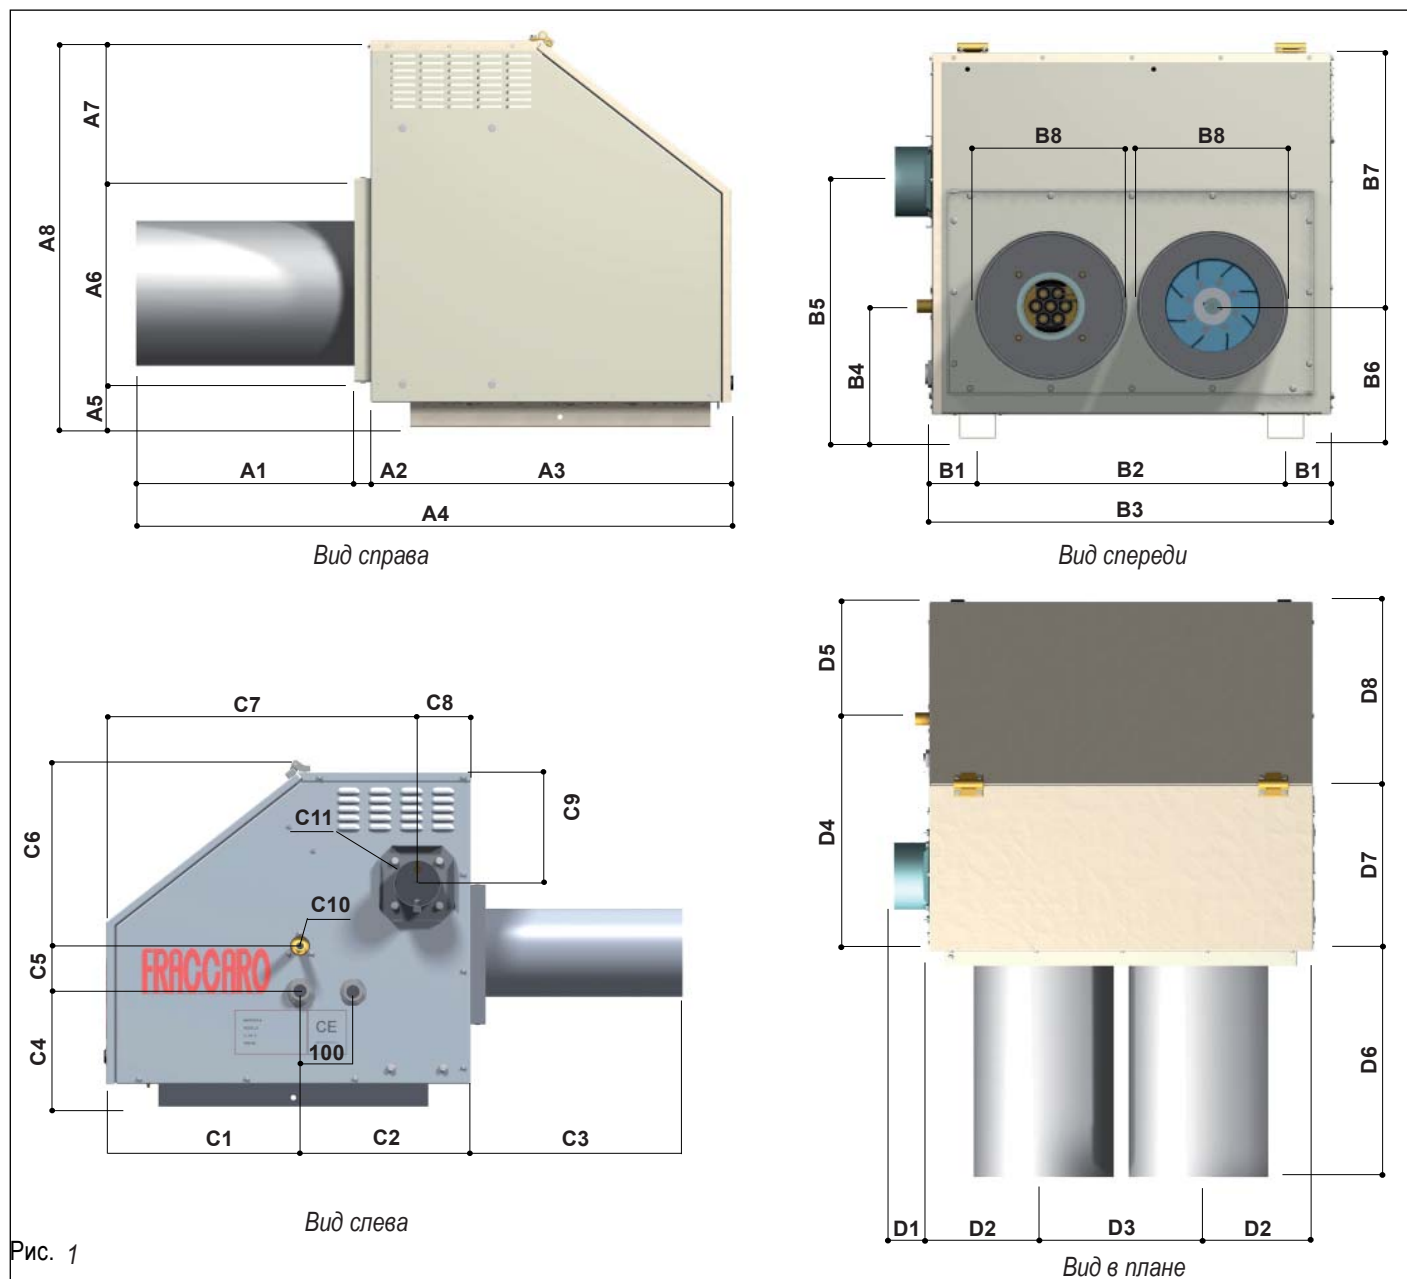 A7
A8
A6
A5
A1
A2
A3
A4
Вид справа
B8
B8
B7
B5
B4
B6
B1
B2
B1
B3
Вид спереди
C7
C8
C6
C11
C9
C10
C5
FRACCARO
CE
C4
100
C1
C2
C3
Вид слева
Рис. 1
D5
D8
D4
D7
D6
D1
D2
D3
D2
Вид в плане